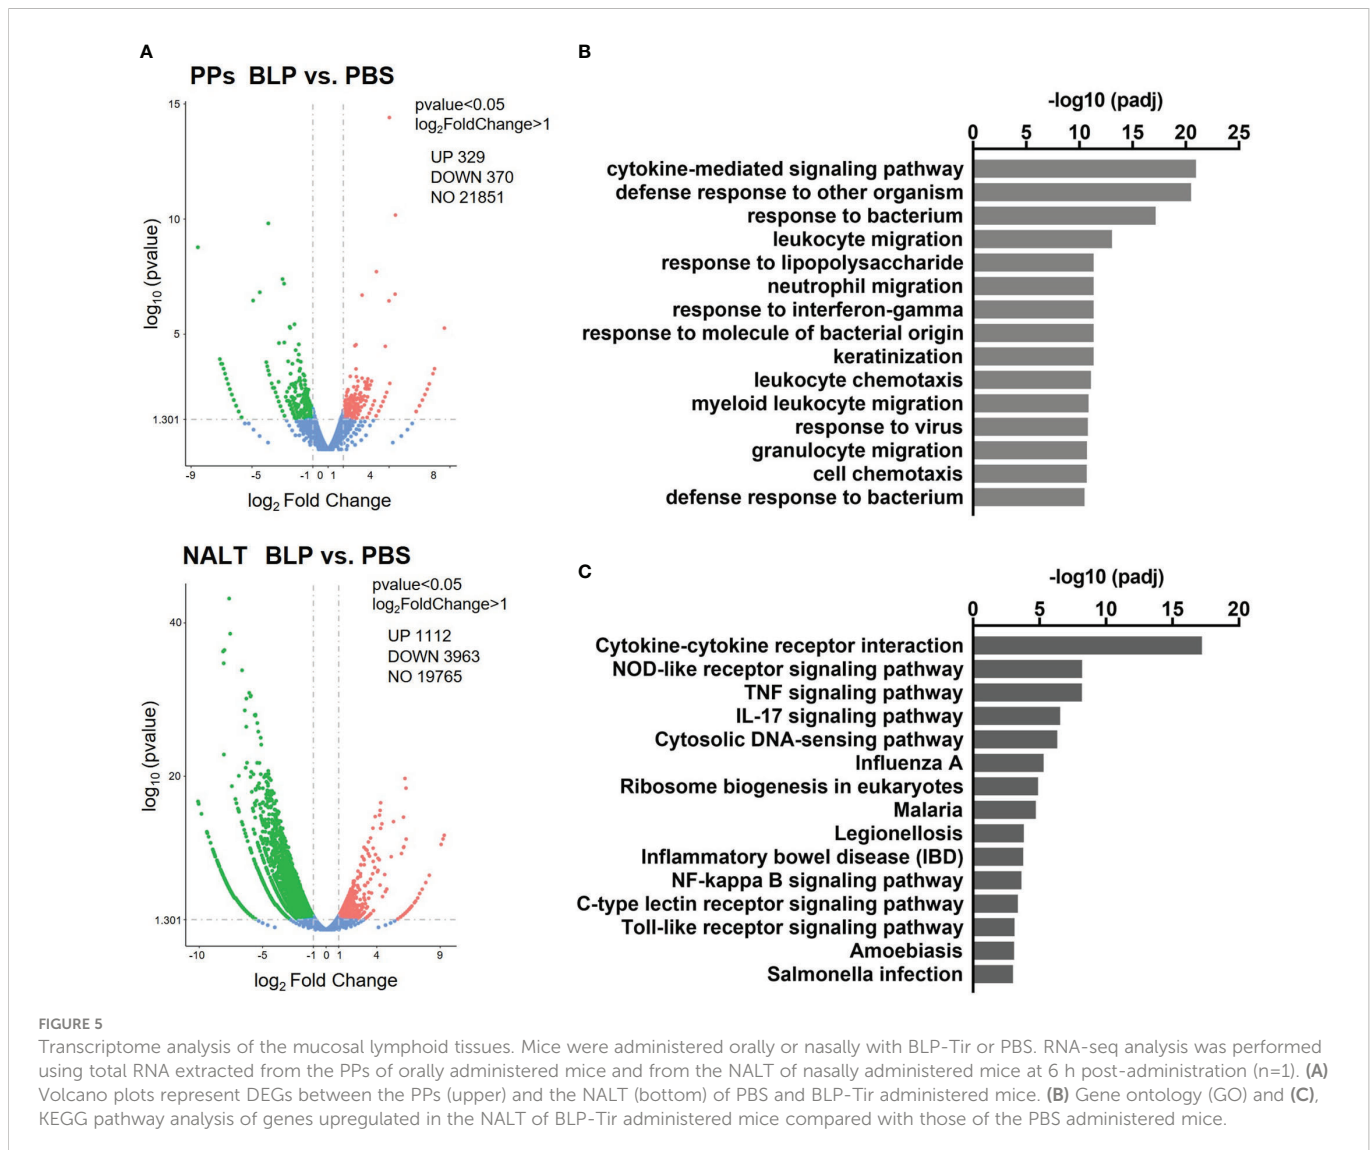 A
PPs BLP vs. PBS
pvalue<0.05
log2FoldChange>1
UP 329
DOWN 370
NO 21851
15
10
5
1.301
log10 (pvalue)
-9
-5
-1
0
1
4
8
log2 Fold Change
NALT BLP vs. PBS
pvalue<0.05
log2FoldChange>1
UP 1112
DOWN 3963
NO 19765
40
20
1.301
log10 (pvalue)
-10
-5
-1
0
1
4
9
log2 Fold Change
B
-log10 (padj)
0 5 10 15 20 25
cytokine-mediated signaling pathway
defense response to other organism
response to bacterium
leukocyte migration
response to lipopolysaccharide
neutrophil migration
response to interferon-gamma
response to molecule of bacterial origin
keratinization
leukocyte chemotaxis
myeloid leukocyte migration
response to virus
granulocyte migration
cell chemotaxis
defense response to bacterium
C
-log10 (padj)
0 5 10 15 20
Cytokine-cytokine receptor interaction
NOD-like receptor signaling pathway
TNF signaling pathway
IL-17 signaling pathway
Cytosolic DNA-sensing pathway
Influenza A
Ribosome biogenesis in eukaryotes
Malaria
Legionellosis
Inflammatory bowel disease (IBD)
NF-kappa B signaling pathway
C-type lectin receptor signaling pathway
Toll-like receptor signaling pathway
Amoebiasis
Salmonella infection
FIGURE 5
Transcriptome analysis of the mucosal lymphoid tissues. Mice were administered orally or nasally with BLP-Tir or PBS. RNA-seq analysis was performed
using total RNA extracted from the PPs of orally administered mice and from the NALT of nasally administered mice at 6 h post-administration (n=1). (A)
Volcano plots represent DEGs between the PPs (upper) and the NALT (bottom) of PBS and BLP-Tir administered mice. (B) Gene ontology (GO) and (C),
KEGG pathway analysis of genes upregulated in the NALT of BLP-Tir administered mice compared with those of the PBS administered mice.